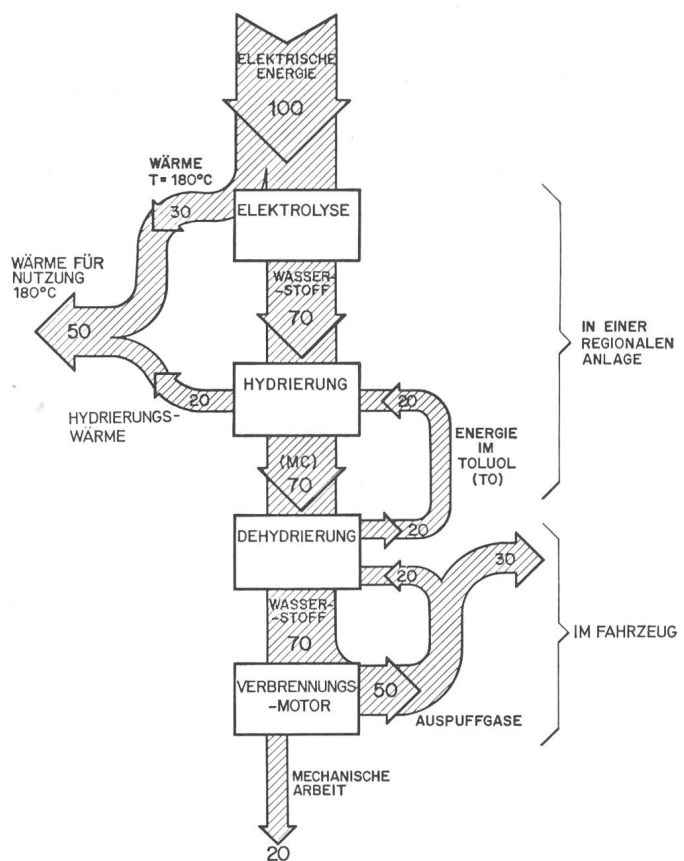 ELEKTRISCHE
ENERGIE
100
WÄRME
T= 180°C
30
ELEKTROLYSE
WÄRME FÜR
NUTZUNG
180°C
50
WASSER-
-STOFF
70
IN EINER
REGIONALEN
ANLAGE
HYDRIERUNG
20
20
HYDRIERUNGS-
WÄRME
ENERGIE
IM
TOLUOL
(TO)
(MC)
70
DEHYDRIERUNG
20
20
30
WASSER-
-STOFF
70
IM FAHRZEUG
VERBRENNUNGS
-MOTOR
50
AUSPUFFGASE
MECHANISCHE
ARBEIT
20